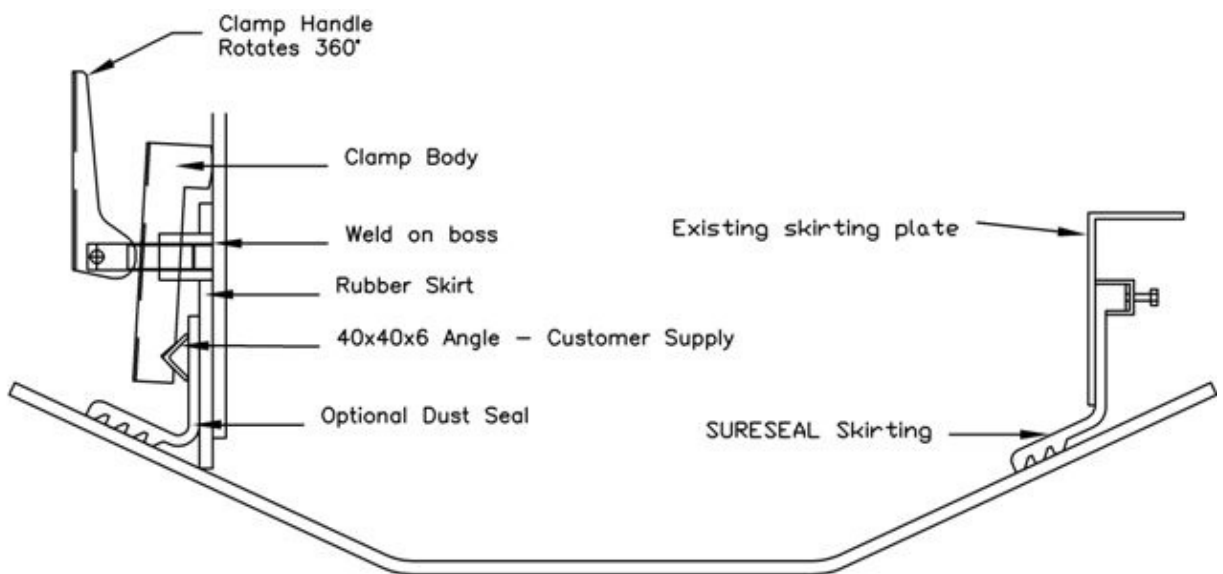 Clamp Handle
Rotates 360°
Clamp Body
Weld on boss
Rubber Skirt
40x40x6 Angle – Customer Supply
Optional Dust Seal
Existing skirting plate
SURESEAL Skirting